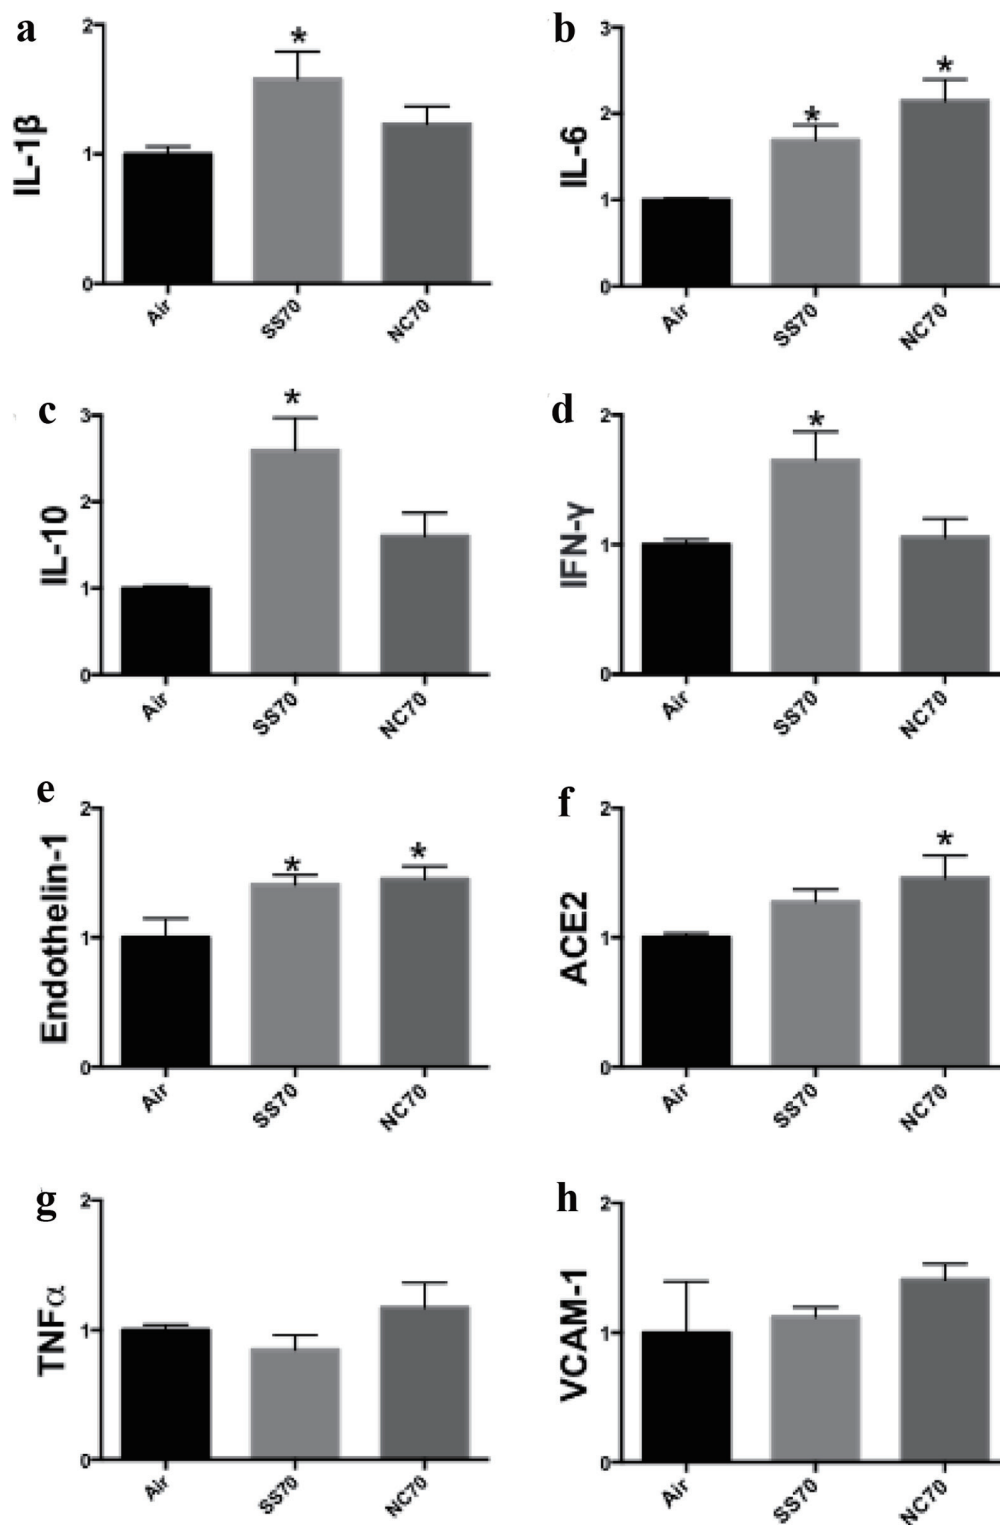 a
IL-1β
2
1
0
*
Air
SS70
NC70
b
IL-6
3
2
1
0
*
*
Air
SS70
NC70
c
IL-10
3
2
1
0
*
Air
SS70
NC70
d
IFN-γ
2
1
0
*
Air
SS70
NC70
e
Endothelin-1
2
1
0
*
*
Air
SS70
NC70
f
ACE2
2
1
0
*
Air
SS70
NC70
g
TNFα
2
1
0
Air
SS70
NC70
h
VCAM-1
2
1
0
Air
SS70
NC70